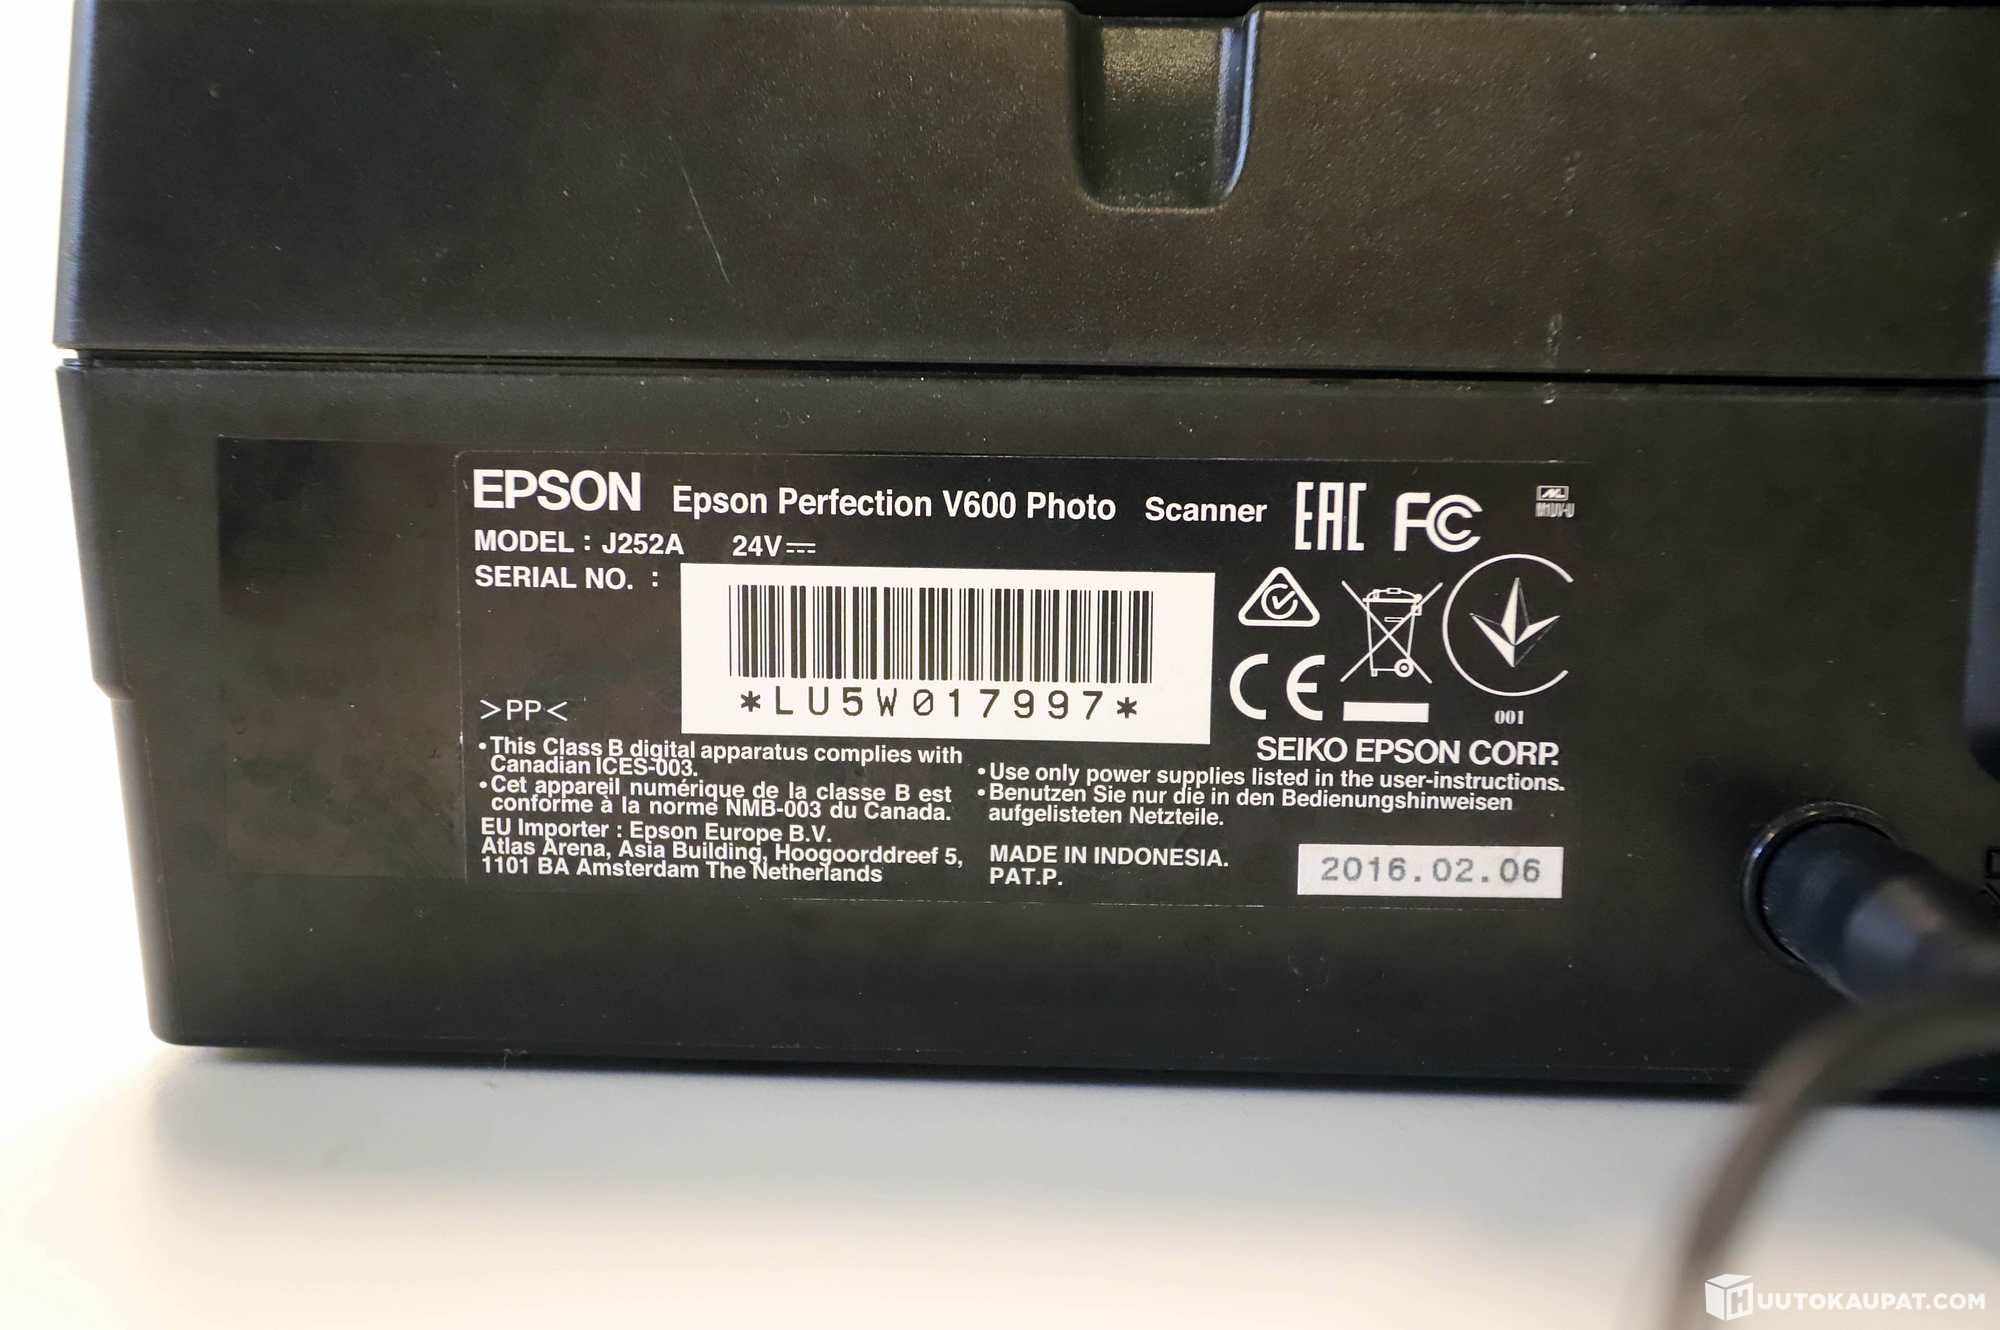 EPSON Epson Perfection V600 Photo Scanner EAC FC
MODEL : J252A 24V
SERIAL NO. :
*LU5W017997*
>PP<
CE
001
SEIKO EPSON CORP.
•This Class B digital apparatus complies with
Canadian ICES-003.
•Cet appareil numérique de la classe B est
conforme à la norme NMB-003 du Canada.
EU Importer : Epson Europe B.V.
Atlas Arena, Asia Building, Hoogoorddreef 5,
1101 BA Amsterdam The Netherlands
•Use only power supplies listed in the user-instructions.
•Benutzen Sie nur die in den Bedienungshinweisen
aufgelisteten Netzteile.
MADE IN INDONESIA.
PAT.P.
2016.02.06
HUUTOKAUPAT.COM